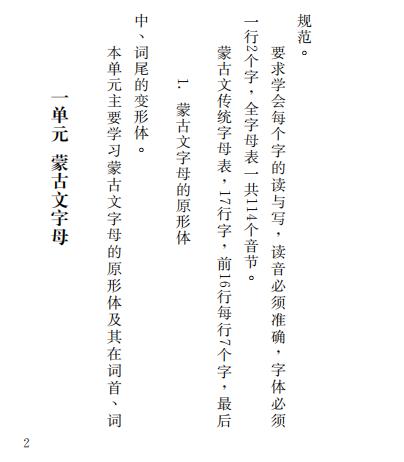 一单元 蒙古文字母
本单元主要学习蒙古文字母的原形体及其在词首、词
中、词尾的变形体。
1. 蒙古文字母的原形体
蒙古文传统字母表，17行字，前16行每行7个字，最后
一行2个字，全字母表一共114个音节。
要求学会每个字的读与写，读音必须准确，字体必须
规范。
2